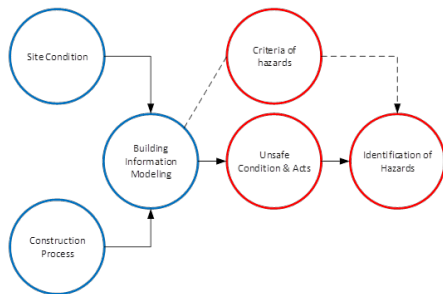 Site Condition
Criteria of
hazards
Building
Information
Modeling
Unsafe
Condition & Acts
Identification of
Hazards
Construction
Process